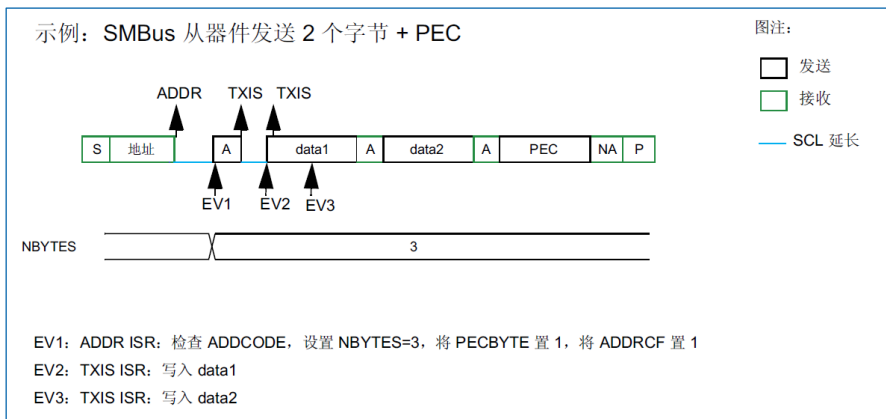 示例：SMBus 从器件发送 2 个字节 + PEC
图注：
发送
接收
SCL 延长
ADDR TXIS TXIS
S 地址 A data1 A data2 A PEC NA P
EV1 EV2 EV3
NBYTES 3
EV1：ADDR ISR：检查 ADDCODE，设置 NBYTES=3，将 PECBYTE 置 1，将 ADDRCF 置 1
EV2：TXIS ISR：写入 data1
EV3：TXIS ISR：写入 data2